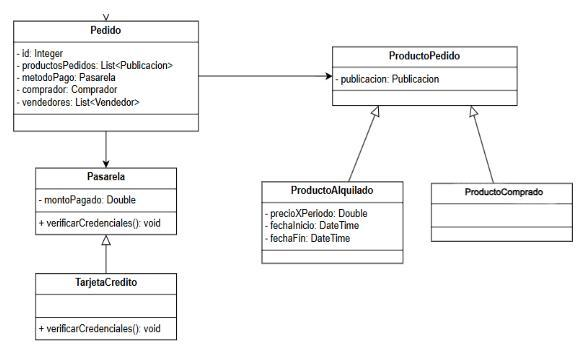 Pedido
- id: Integer
- productosPedidos: List<Publicacion>
- metodoPago: Pasarela
- comprador: Comprador
- vendedores: List<Vendedor>
ProductoPedido
- publicacion: Publicacion
Pasarela
- montoPagado: Double
+ verificarCredenciales(): void
ProductoAlquilado
- precioXPeriodo: Double
- fechaInicio: DateTime
- fechaFin: DateTime
ProductoComprado
TarjetaCredito
+ verificarCredenciales(): void